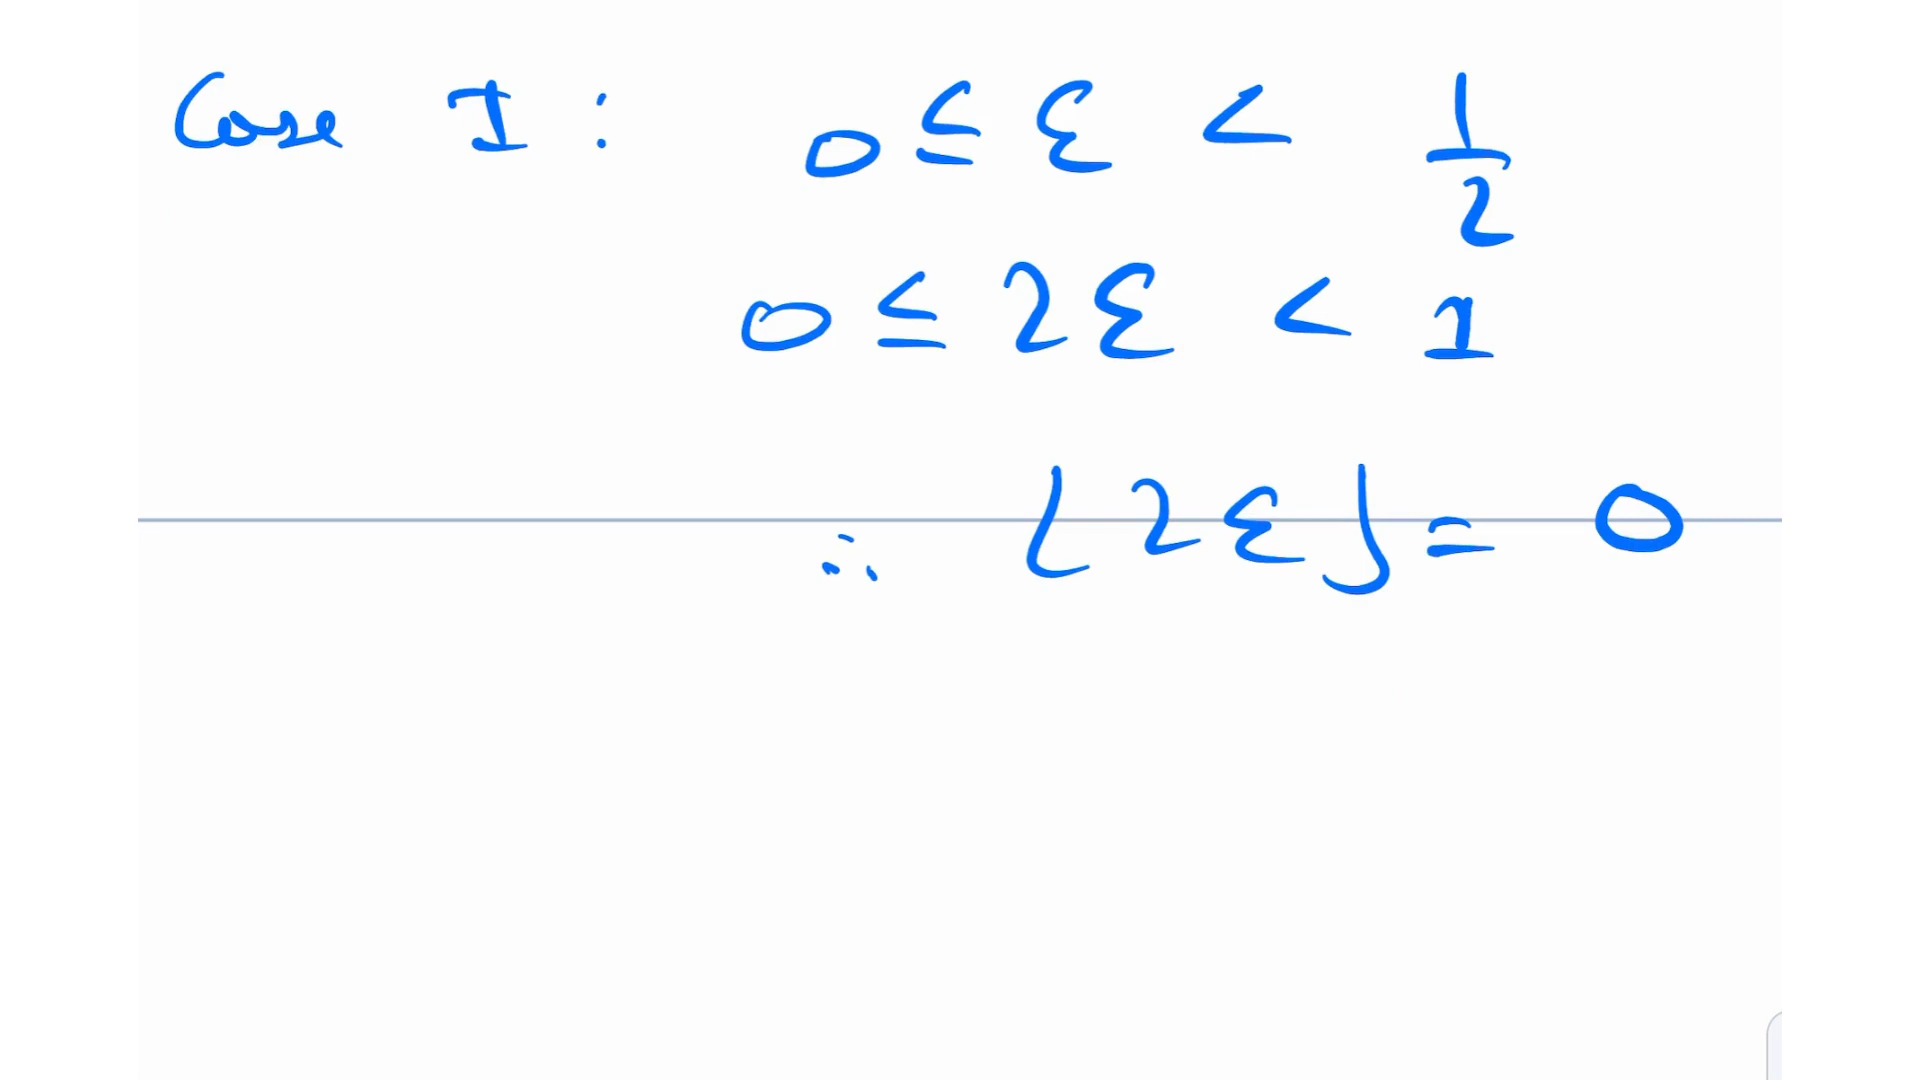 Case I : 0 ≤ ε < 1/2
0 ≤ 2ε < 1
∴ ⌊2ε⌋ = 0